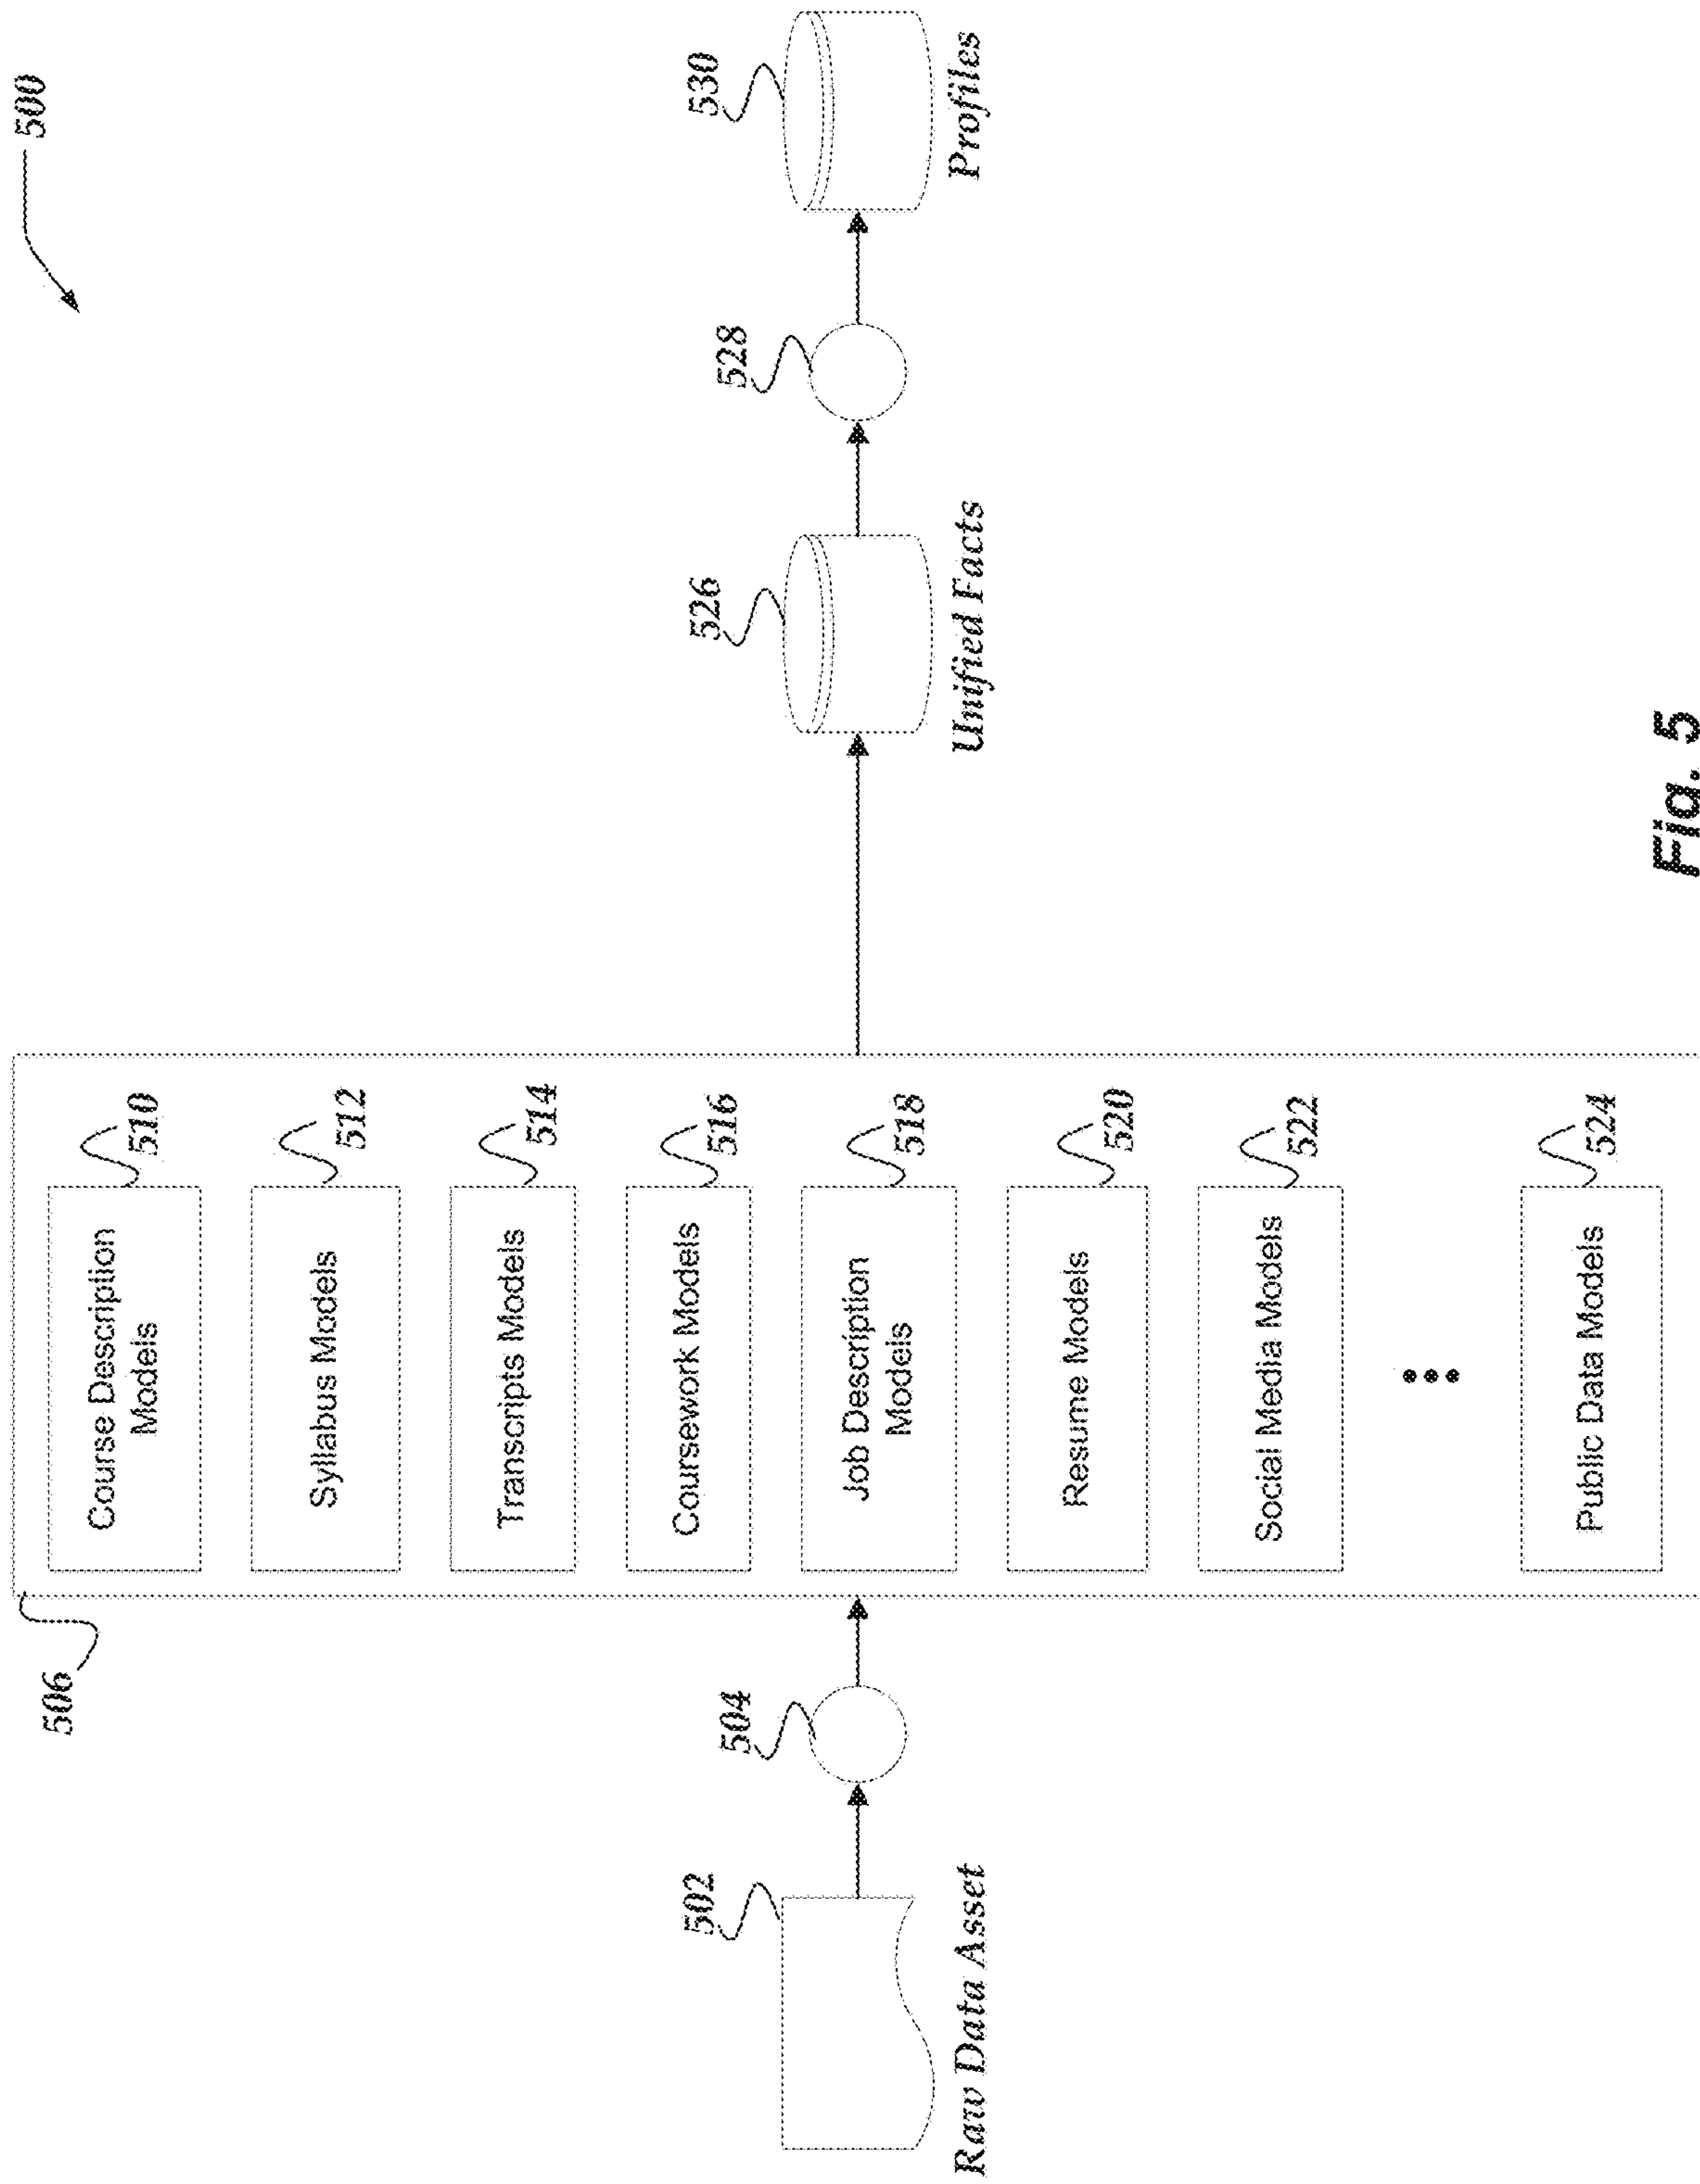 500
506
Course Description
Models
510
Syllabus Models
512
Transcripts Models
514
Coursework Models
516
Job Description
Models
518
Resume Models
520
Social Media Models
522
Public Data Models
524
502
Raw Data Asset
504
526
Unified Facts
528
530
Profiles
Fig. 5